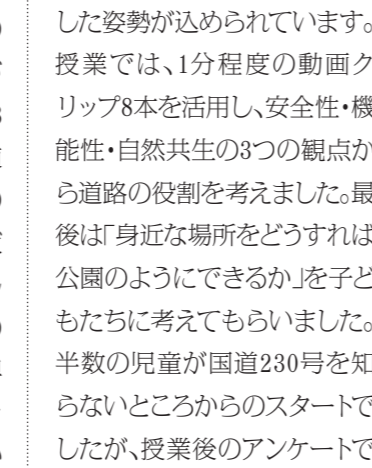 した姿勢が込められています。
授業では、1分程度の動画ク
リップ8本を活用し、安全性・機
能性・自然共生の3つの観点か
ら道路の役割を考えました。最
後は「身近な場所をどうすれば
公園のようにできるか」を子ど
もたちに考えてもらいました。
半数の児童が国道230号を知
らないところからのスタートで
したが、授業後のアンケートで